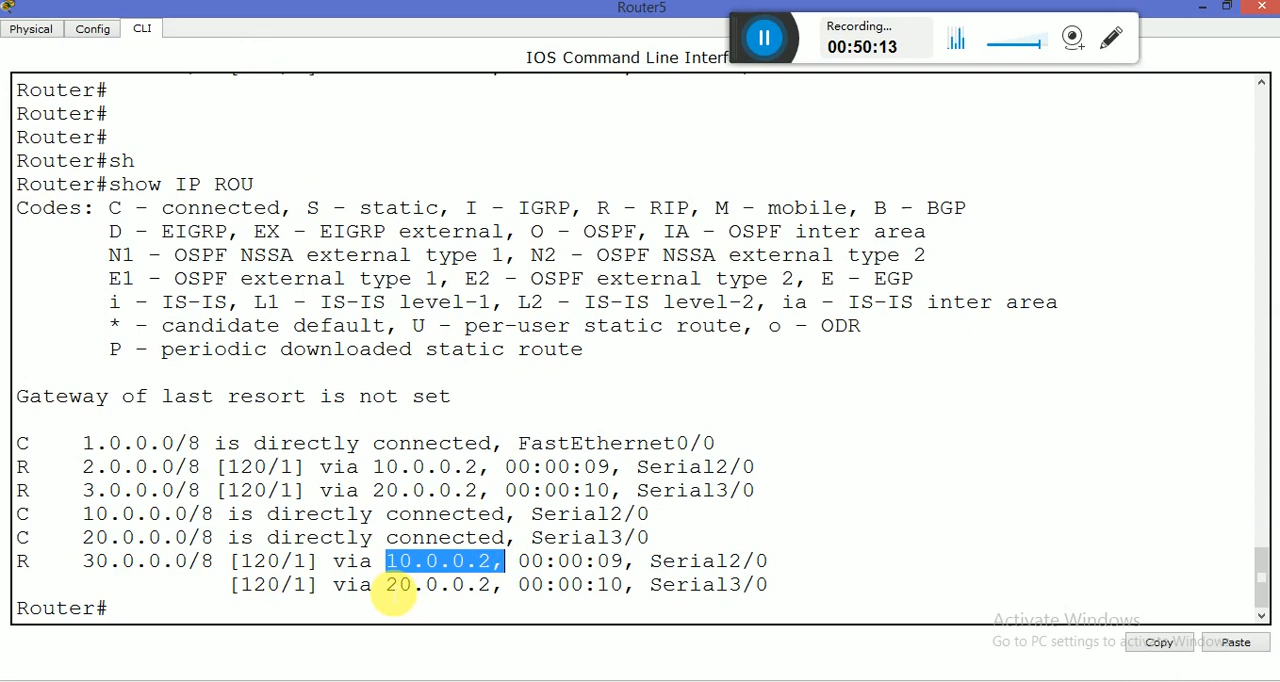 Router5
Physical
Config
CLI
Recording...
00:50:13
IOS Command Line Interf
Router#
Router#
Router#
Router#sh
Router#show IP ROU
Codes: C - connected, S - static, I - IGRP, R - RIP, M - mobile, B - BGP
D - EIGRP, EX - EIGRP external, O - OSPF, IA - OSPF inter area
N1 - OSPF NSSA external type 1, N2 - OSPF NSSA external type 2
E1 - OSPF external type 1, E2 - OSPF external type 2, E - EGP
i - IS-IS, L1 - IS-IS level-1, L2 - IS-IS level-2, ia - IS-IS inter area
* - candidate default, U - per-user static route, o - ODR
P - periodic downloaded static route
Gateway of last resort is not set
C 1.0.0.0/8 is directly connected, FastEthernet0/0
R 2.0.0.0/8 [120/1] via 10.0.0.2, 00:00:09, Serial2/0
R 3.0.0.0/8 [120/1] via 20.0.0.2, 00:00:10, Serial3/0
C 10.0.0.0/8 is directly connected, Serial2/0
C 20.0.0.0/8 is directly connected, Serial3/0
R 30.0.0.0/8 [120/1] via 10.0.0.2, 00:00:09, Serial2/0
[120/1] via 20.0.0.2, 00:00:10, Serial3/0
Router#
Activate Windows
Go to PC settings to activate Windows.
Copy
Paste